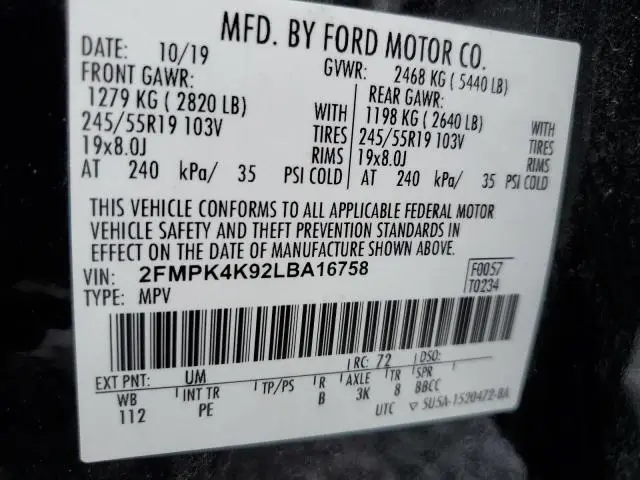 MFD. BY FORD MOTOR CO.
DATE: 10/19 GVWR: 2468 KG ( 5440 LB)
FRONT GAWR: REAR GAWR:
1279 KG ( 2820 LB) WITH 1198 KG ( 2640 LB) WITH
245/55R19 103V TIRES 245/55R19 103V TIRES
19x8.0J RIMS 19x8.0J RIMS
AT 240 kPa/ 35 PSI COLD AT 240 kPa/ 35 PSI COLD
THIS VEHICLE CONFORMS TO ALL APPLICABLE FEDERAL MOTOR
VEHICLE SAFETY AND THEFT PREVENTION STANDARDS IN
EFFECT ON THE DATE OF MANUFACTURE SHOWN ABOVE.
VIN: 2FMPK4K92LBA16758 F0057
TYPE: MPV T0234
EXT PNT: UM RC: 72 DSO:
WB INT TR TP/PS R AXLE TR SPR
112 PE B 3K 8 BBCC
UTC SU5A-1520472-BA